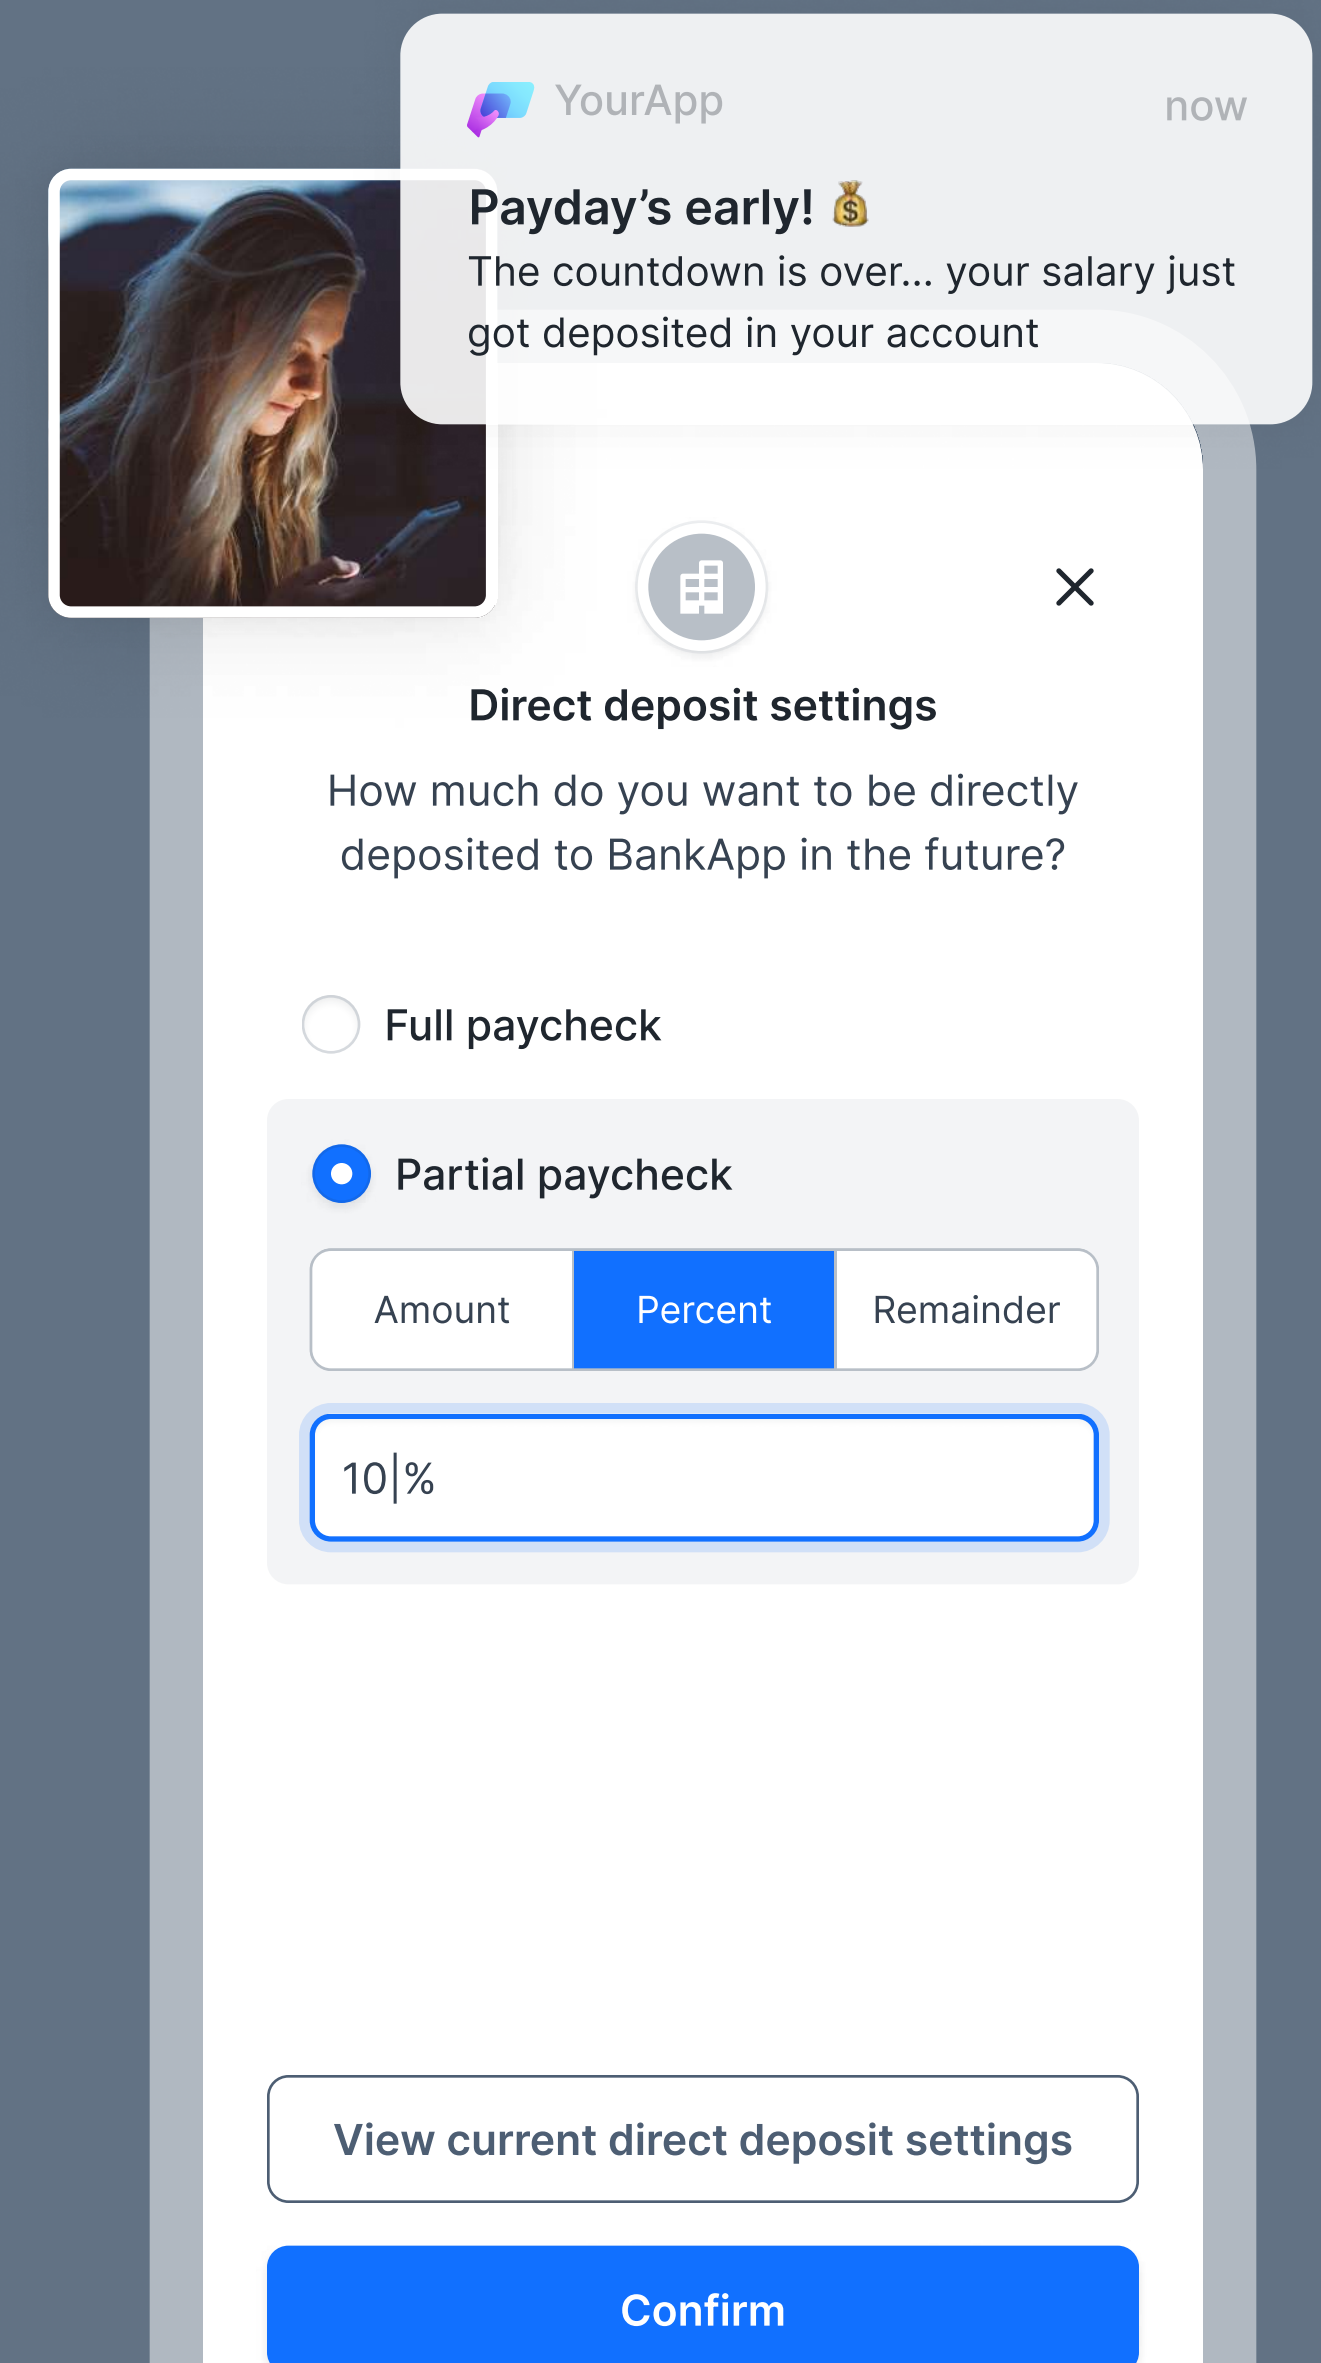 YourApp
now
Payday’s early! 💰
The countdown is over... your salary just
got deposited in your account
Direct deposit settings
How much do you want to be directly
deposited to BankApp in the future?
Full paycheck
Partial paycheck
Amount
Percent
Remainder
10|%
View current direct deposit settings
Confirm